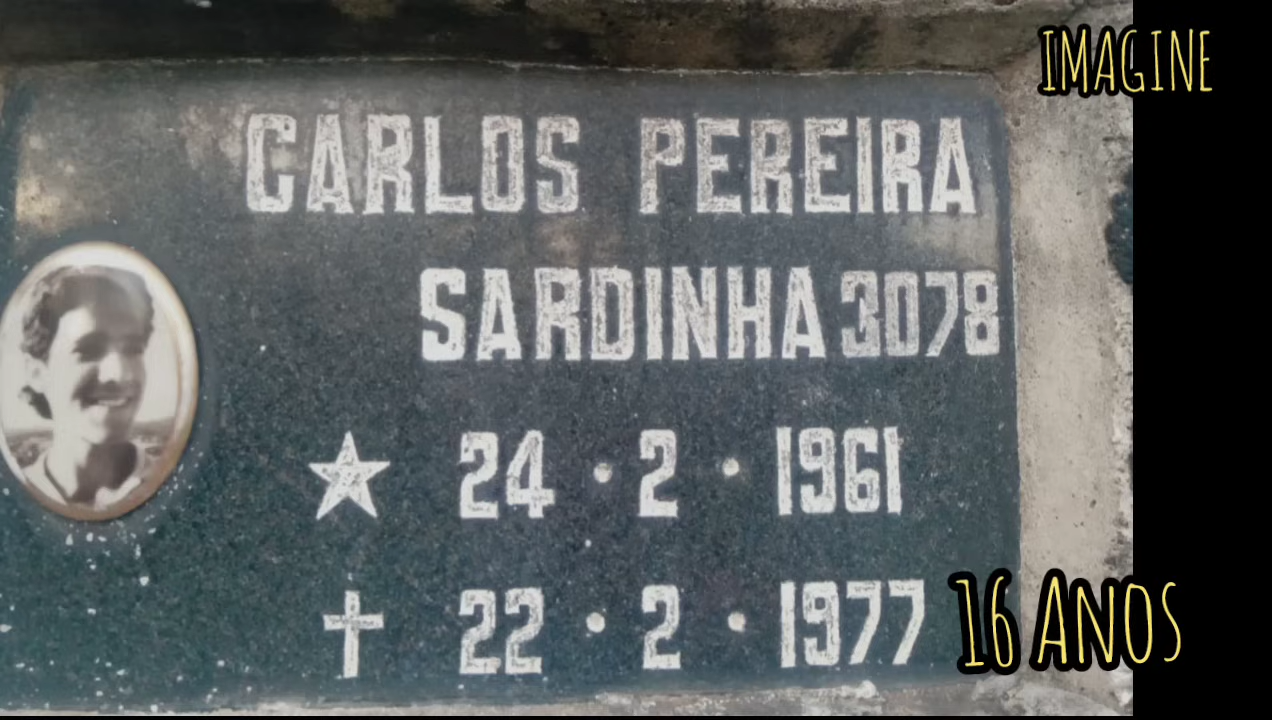 IMAGINE
CARLOS PEREIRA
SARDINHA 3078
24 · 2 · 1961
22 · 2 · 1977
16 ANOS